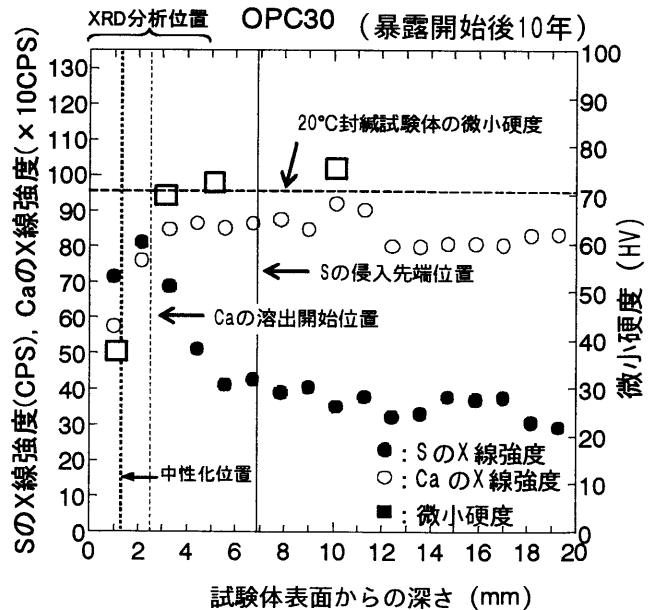 XRD分析位置 OPC30 (暴露開始後10年)
SのX線強度(CPS), CaのX線強度(×10CPS)
130
120
110
100
90
80
70
60
50
40
30
20
10
0
100
90
80
70
60
50
40
30
20
10
0
微小硬度 (HV)
20℃封緘試験体の微小硬度
Sの侵入先端位置
Caの溶出開始位置
中性化位置
●: SのX線強度
○: CaのX線強度
■: 微小硬度
0 2 4 6 8 10 12 14 16 18 20
試験体表面からの深さ (mm)